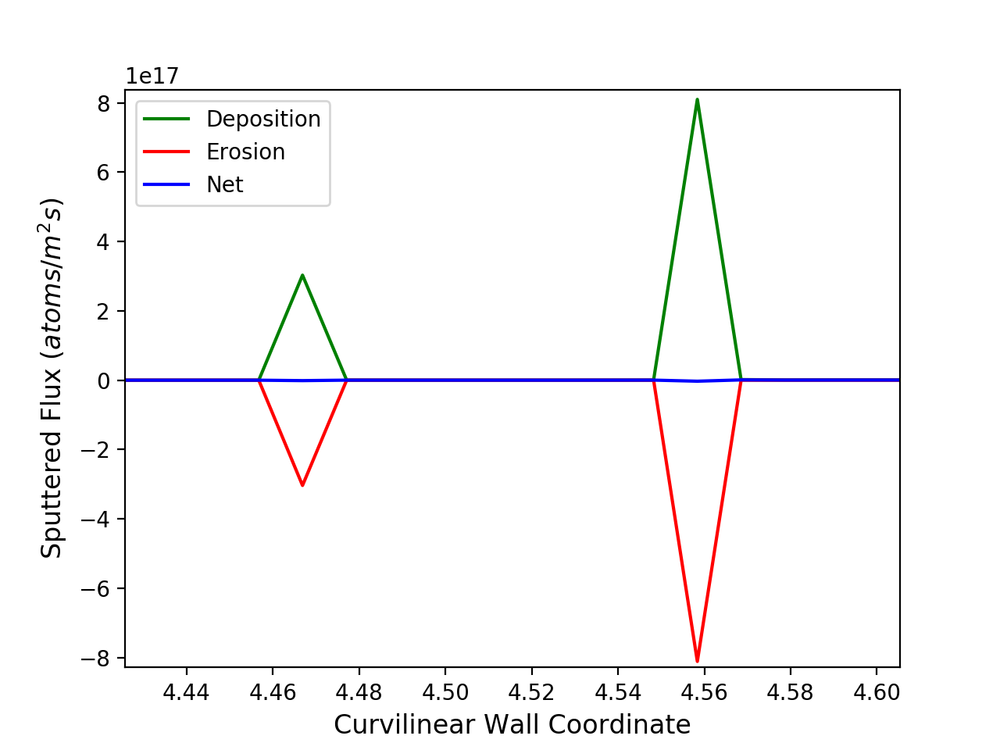 1e17
Deposition
Erosion
Net
Sputtered Flux (atoms/m²s)
8
6
4
2
0
−2
−4
−6
−8
4.44 4.46 4.48 4.50 4.52 4.54 4.56 4.58 4.60
Curvilinear Wall Coordinate